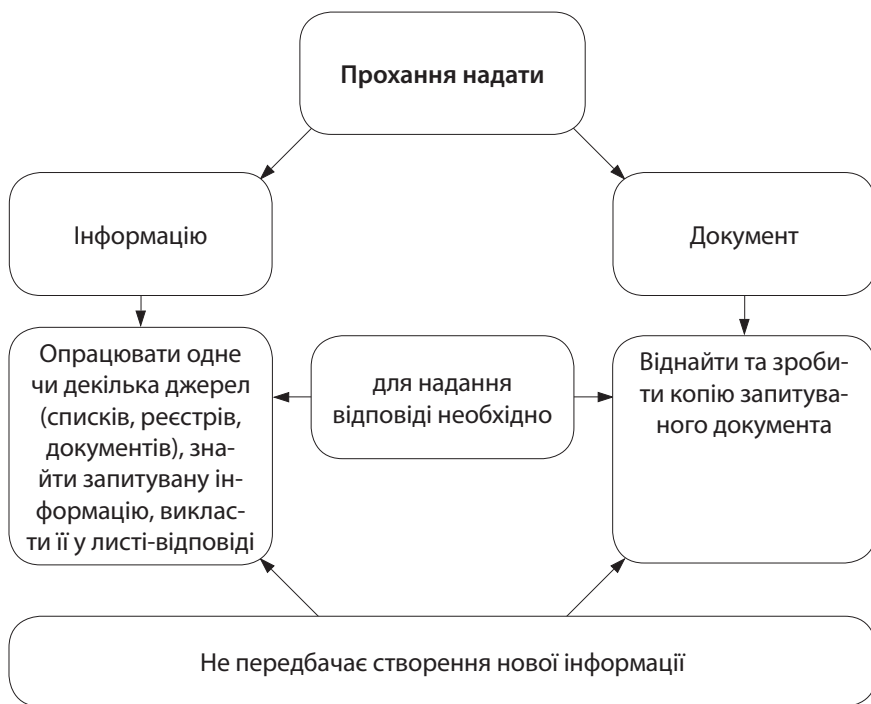 Прохання надати
Інформацію
Документ
Опрацювати одне
чи декілька джерел
(списків, реєстрів,
документів), зна-
йти запитувану ін-
формацію, виклас-
ти її у листі-відповіді
для надання
відповіді необхідно
Віднайти та зроби-
ти копію запитува-
ного документа
Не передбачає створення нової інформації